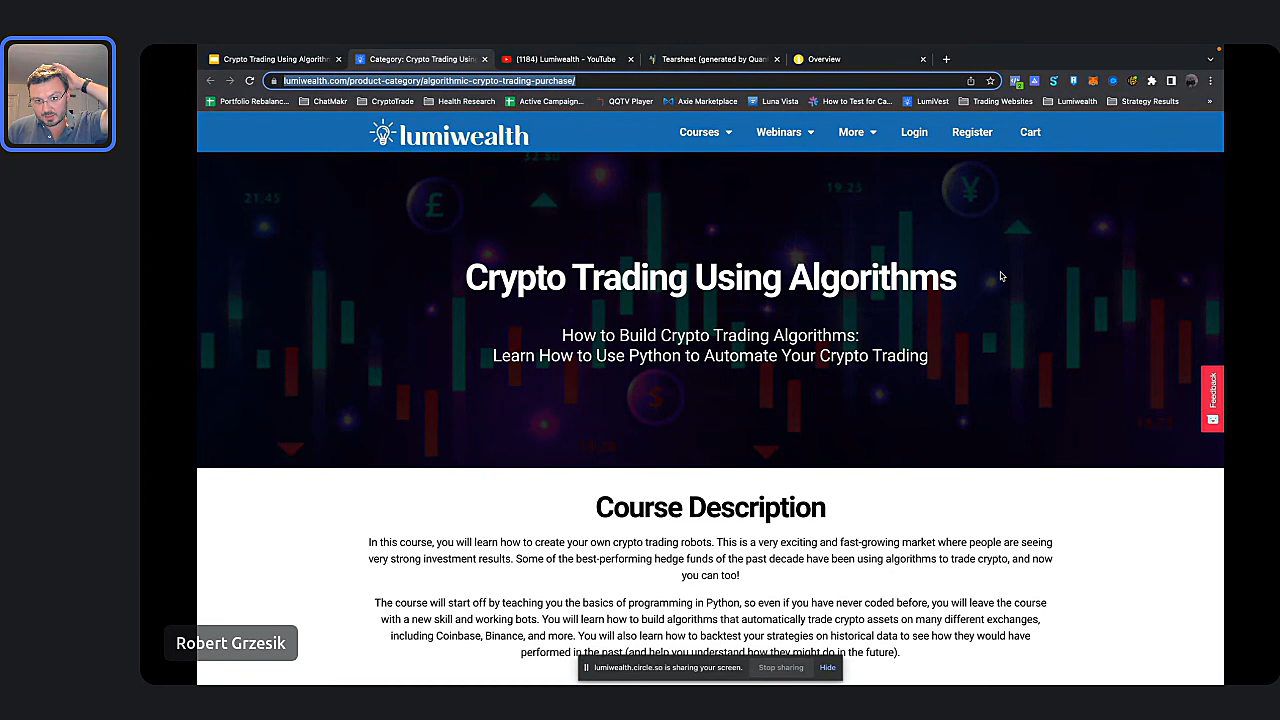 Crypto Trading Using Algorithm
Category: Crypto Trading Usin
(1184) Lumiwealth - YouTube
Tearsheet (generated by Quan
Overview
lumiwealth.com/product-category/algorithmic-crypto-trading-purchase/
Portfolio Rebalanc...
ChatMakr
CryptoTrade
Health Research
Active Campaign...
QQTV Player
Axie Marketplace
Luna Vista
How to Test for Ca...
LumiVest
Trading Websites
Lumiwealth
Strategy Results
»
lumiwealth
Courses
Webinars
More
Login
Register
Cart
32.80
21.45
19.25
£
¥
$
Crypto Trading Using Algorithms
How to Build Crypto Trading Algorithms:
Learn How to Use Python to Automate Your Crypto Trading
Feedback
Course Description
In this course, you will learn how to create your own crypto trading robots. This is a very exciting and fast-growing market where people are seeing
very strong investment results. Some of the best-performing hedge funds of the past decade have been using algorithms to trade crypto, and now
you can too!
The course will start off by teaching you the basics of programming in Python, so even if you have never coded before, you will leave the course
with a new skill and working bots. You will learn how to build algorithms that automatically trade crypto assets on many different exchanges,
including Coinbase, Binance, and more. You will also learn how to backtest your strategies on historical data to see how they would have
performed in the past (and help you understand how they might do in the future).
Robert Grzesik
lumiwealth.circle.so is sharing your screen.
Stop sharing
Hide